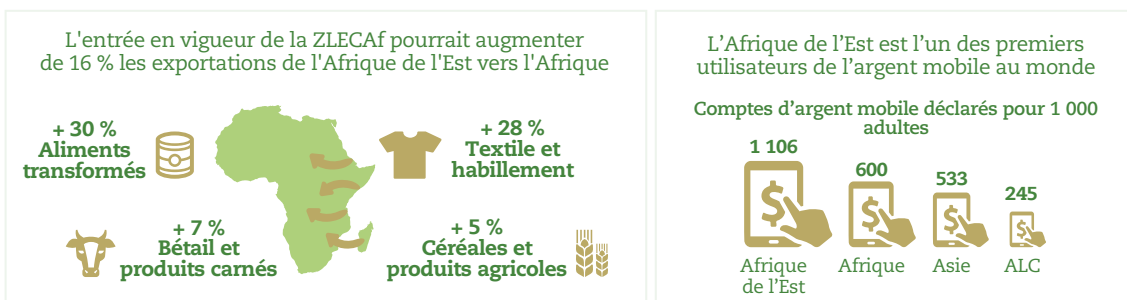 L'entrée en vigueur de la ZLECAf pourrait augmenter
de 16 % les exportations de l'Afrique de l'Est vers l'Afrique
+ 30 %
Aliments
transformés
+ 28 %
Textile et
habillement
+ 7 %
Bétail et
produits carnés
+ 5 %
Céréales et
produits agricoles
L’Afrique de l’Est est l’un des premiers
utilisateurs de l’argent mobile au monde
Comptes d’argent mobile déclarés pour 1 000
adultes
1 106
600
533
245
$
$
$
$
Afrique
de l’Est
Afrique
Asie
ALC